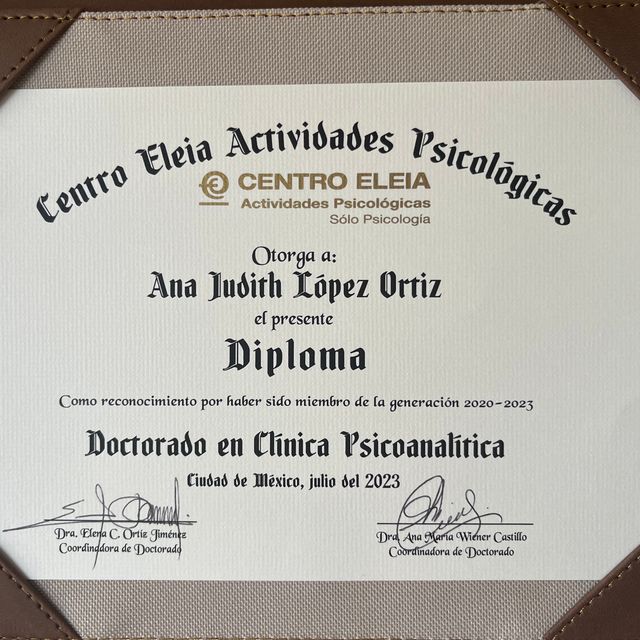 Centro Eleia Actividades Psicológicas
CENTRO ELEIA
Actividades Psicológicas
Sólo Psicología
Otorga a:
Ana Judith López Ortiz
el presente
Diploma
Como reconocimiento por haber sido miembro de la generación 2020-2023
Doctorado en Clínica Psicoanalítica
Ciudad de México, julio del 2023
Dra. Elena C. Ortiz Jiménez
Coordinadora de Doctorado
Dra. Ana María Wiener Castillo
Coordinadora de Doctorado